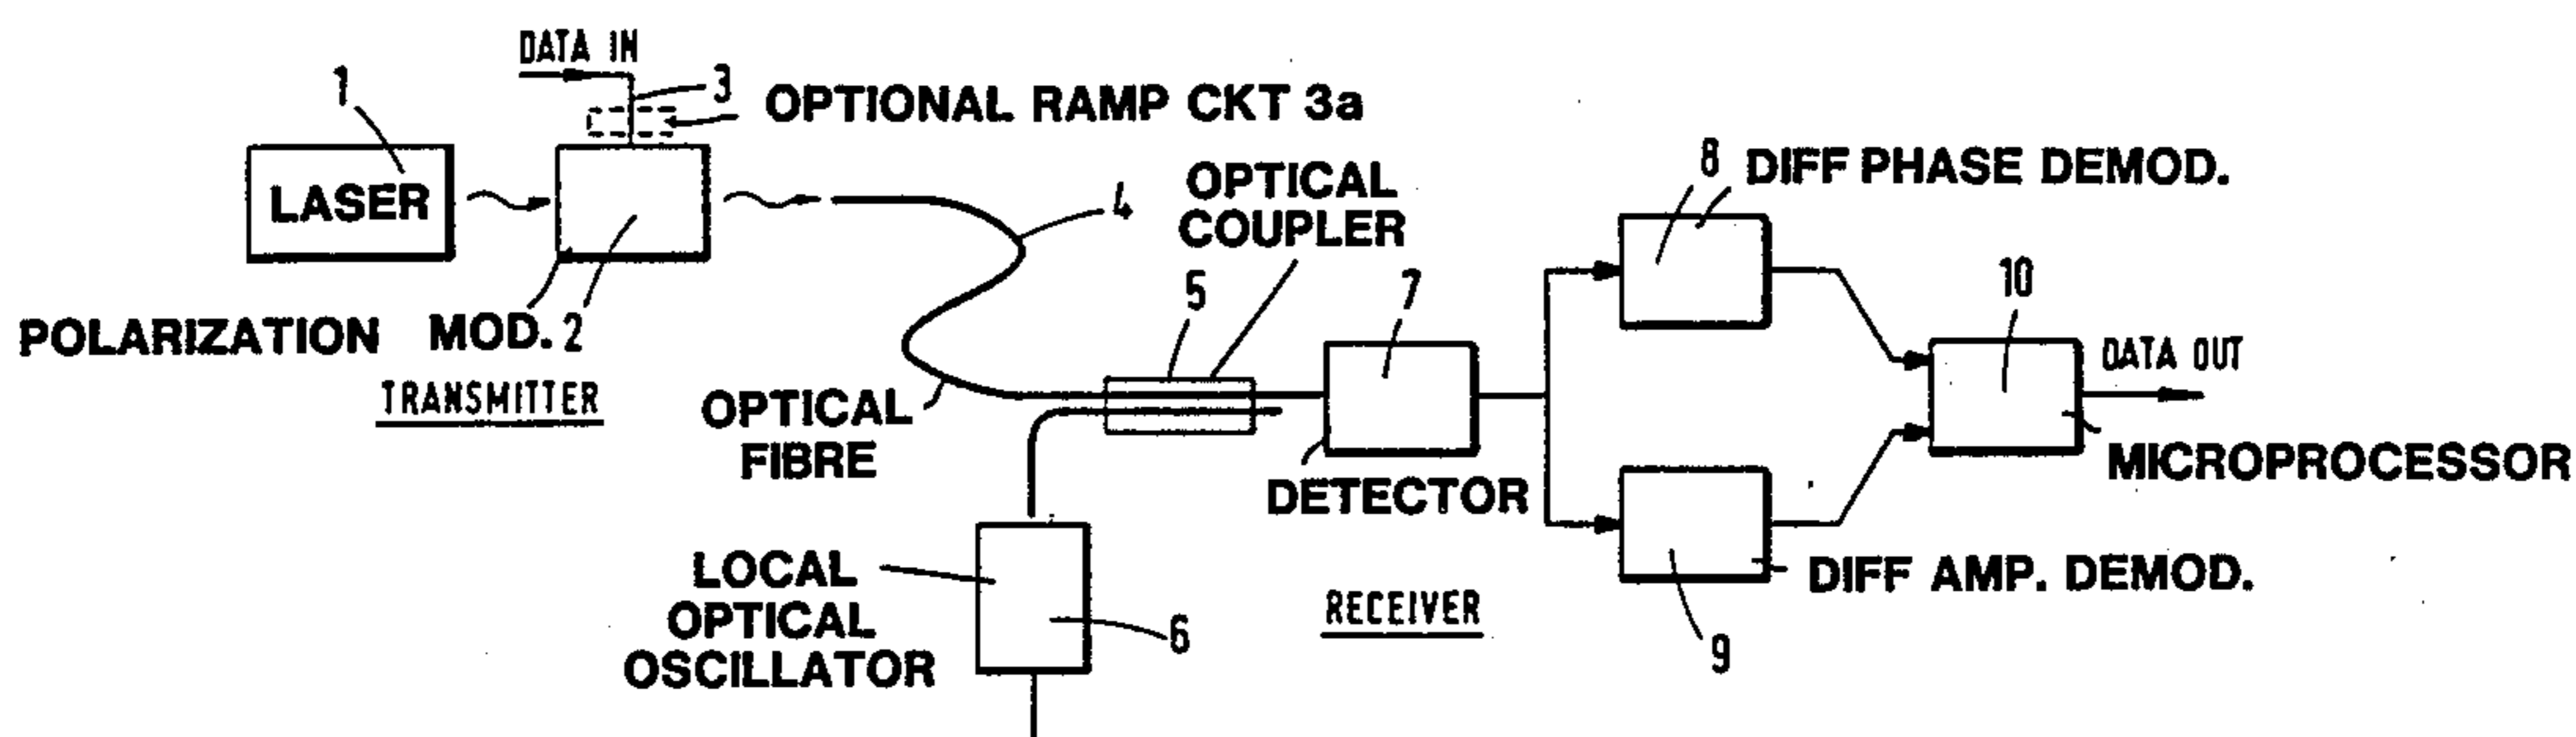 DATA IN
1
3
OPTIONAL RAMP CKT 3a
LASER
POLARIZATION MOD. 2
TRANSMITTER
4
OPTICAL
COUPLER
5
OPTICAL
FIBRE
7
DETECTOR
LOCAL
OPTICAL
OSCILLATOR
6
RECEIVER
8
DIFF PHASE DEMOD.
10
DATA OUT
MICROPROCESSOR
DIFF AMP. DEMOD.
9